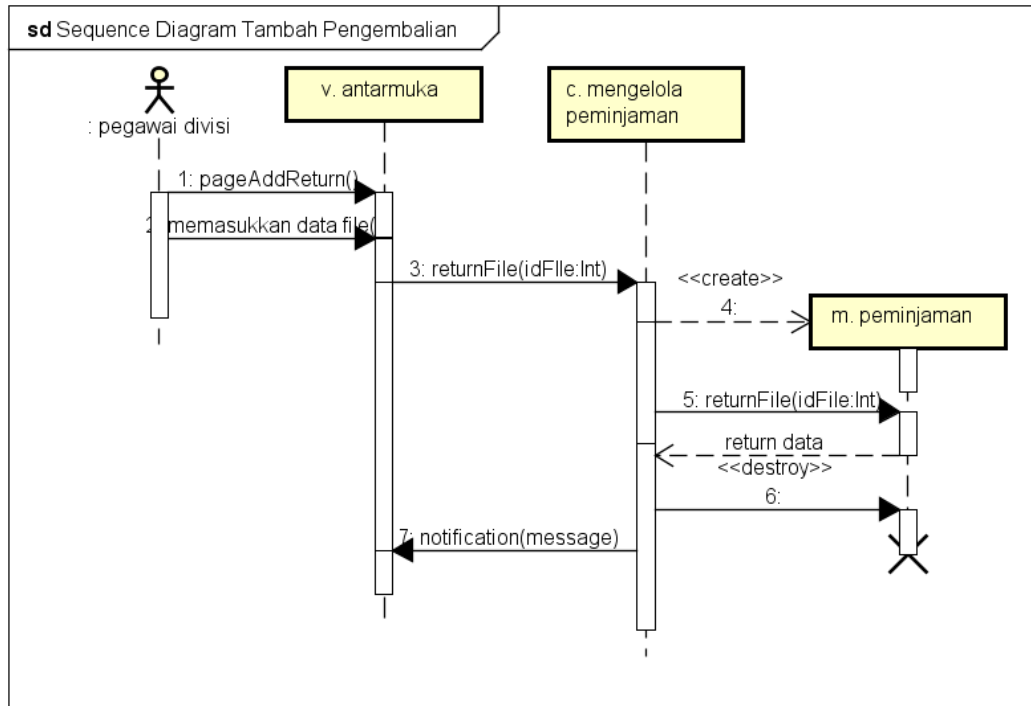 sd Sequence Diagram Tambah Pengembalian
v. antarmuka
c. mengelola
peminjaman
: pegawai divisi
1: pageAddReturn()
2: memasukkan data file(
3: returnFile(idFIle:Int)
<<create>>
4:
m. peminjaman
5: returnFile(idFile:Int)
return data
<<destroy>>
6:
7: notification(message)